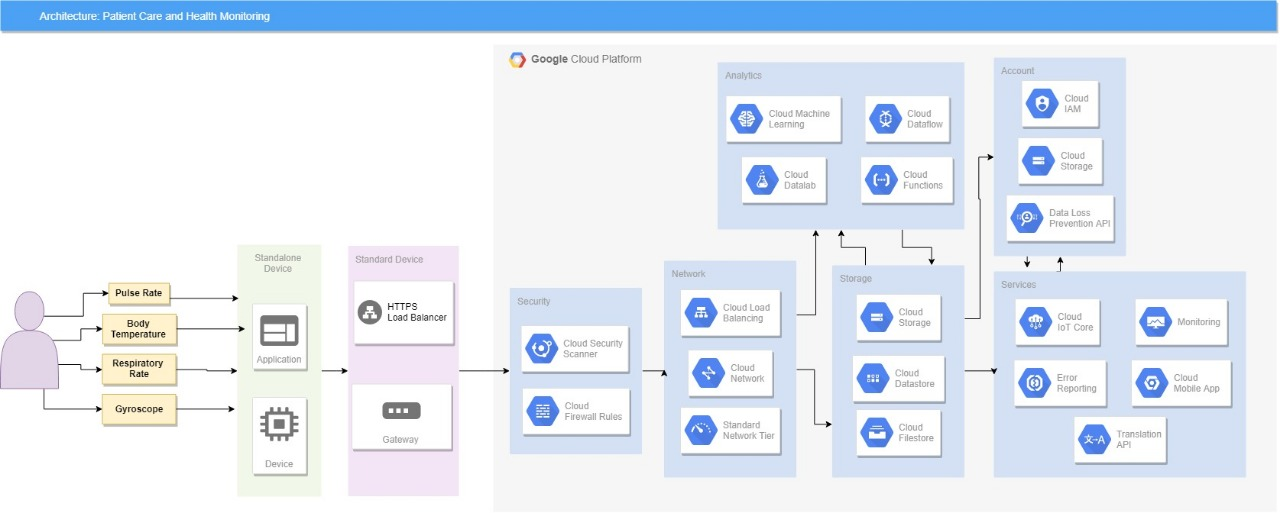 Architecture: Patient Care and Health Monitoring
Google Cloud Platform
Pulse Rate
Body
Temperature
Respiratory
Rate
Gyroscope
Standalone
Device
Application
Device
Standard Device
HTTPS
Load Balancer
Gateway
Security
Cloud Security
Scanner
Cloud
Firewall Rules
Network
Cloud Load
Balancing
Cloud
Network
Standard
Network Tier
Analytics
Cloud Machine
Learning
Cloud
Dataflow
Cloud
Datalab
Cloud
Functions
Storage
Cloud
Storage
Cloud
Datastore
Cloud
Filestore
Account
Cloud
IAM
Cloud
Storage
Data Loss
Prevention API
Services
Cloud
IoT Core
Monitoring
Error
Reporting
Cloud
Mobile App
文→A
Translation
API